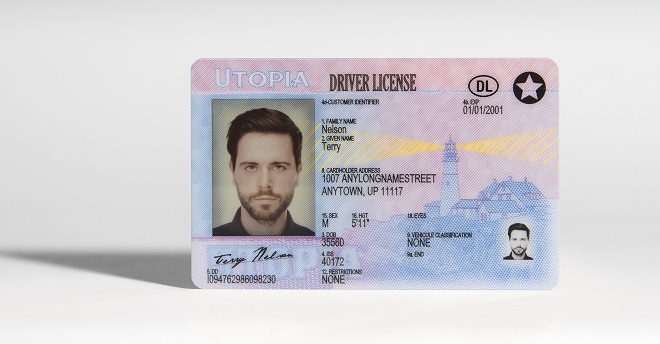 UTOPIA DRIVER LICENSE DL
4d-CUSTOMER IDENTIFIER
4b. EXP
01/01/2001
1. FAMILY NAME
Nelson
2. GIVEN NAME
Terry
8. CARDHOLDER ADDRESS
1007 ANYLONGNAMESTREET
ANYTOWN, UP 11117
15. SEX 16. HGT 18. EYES
M 5'11"
3. DOB
35560
9. VEHICULE CLASSIFICATION
NONE
4. ISS
40172
9a. END
12. RESTRICTIONS
NONE
Terry Nelson
5. DD
I094762986098230
UTOPIA